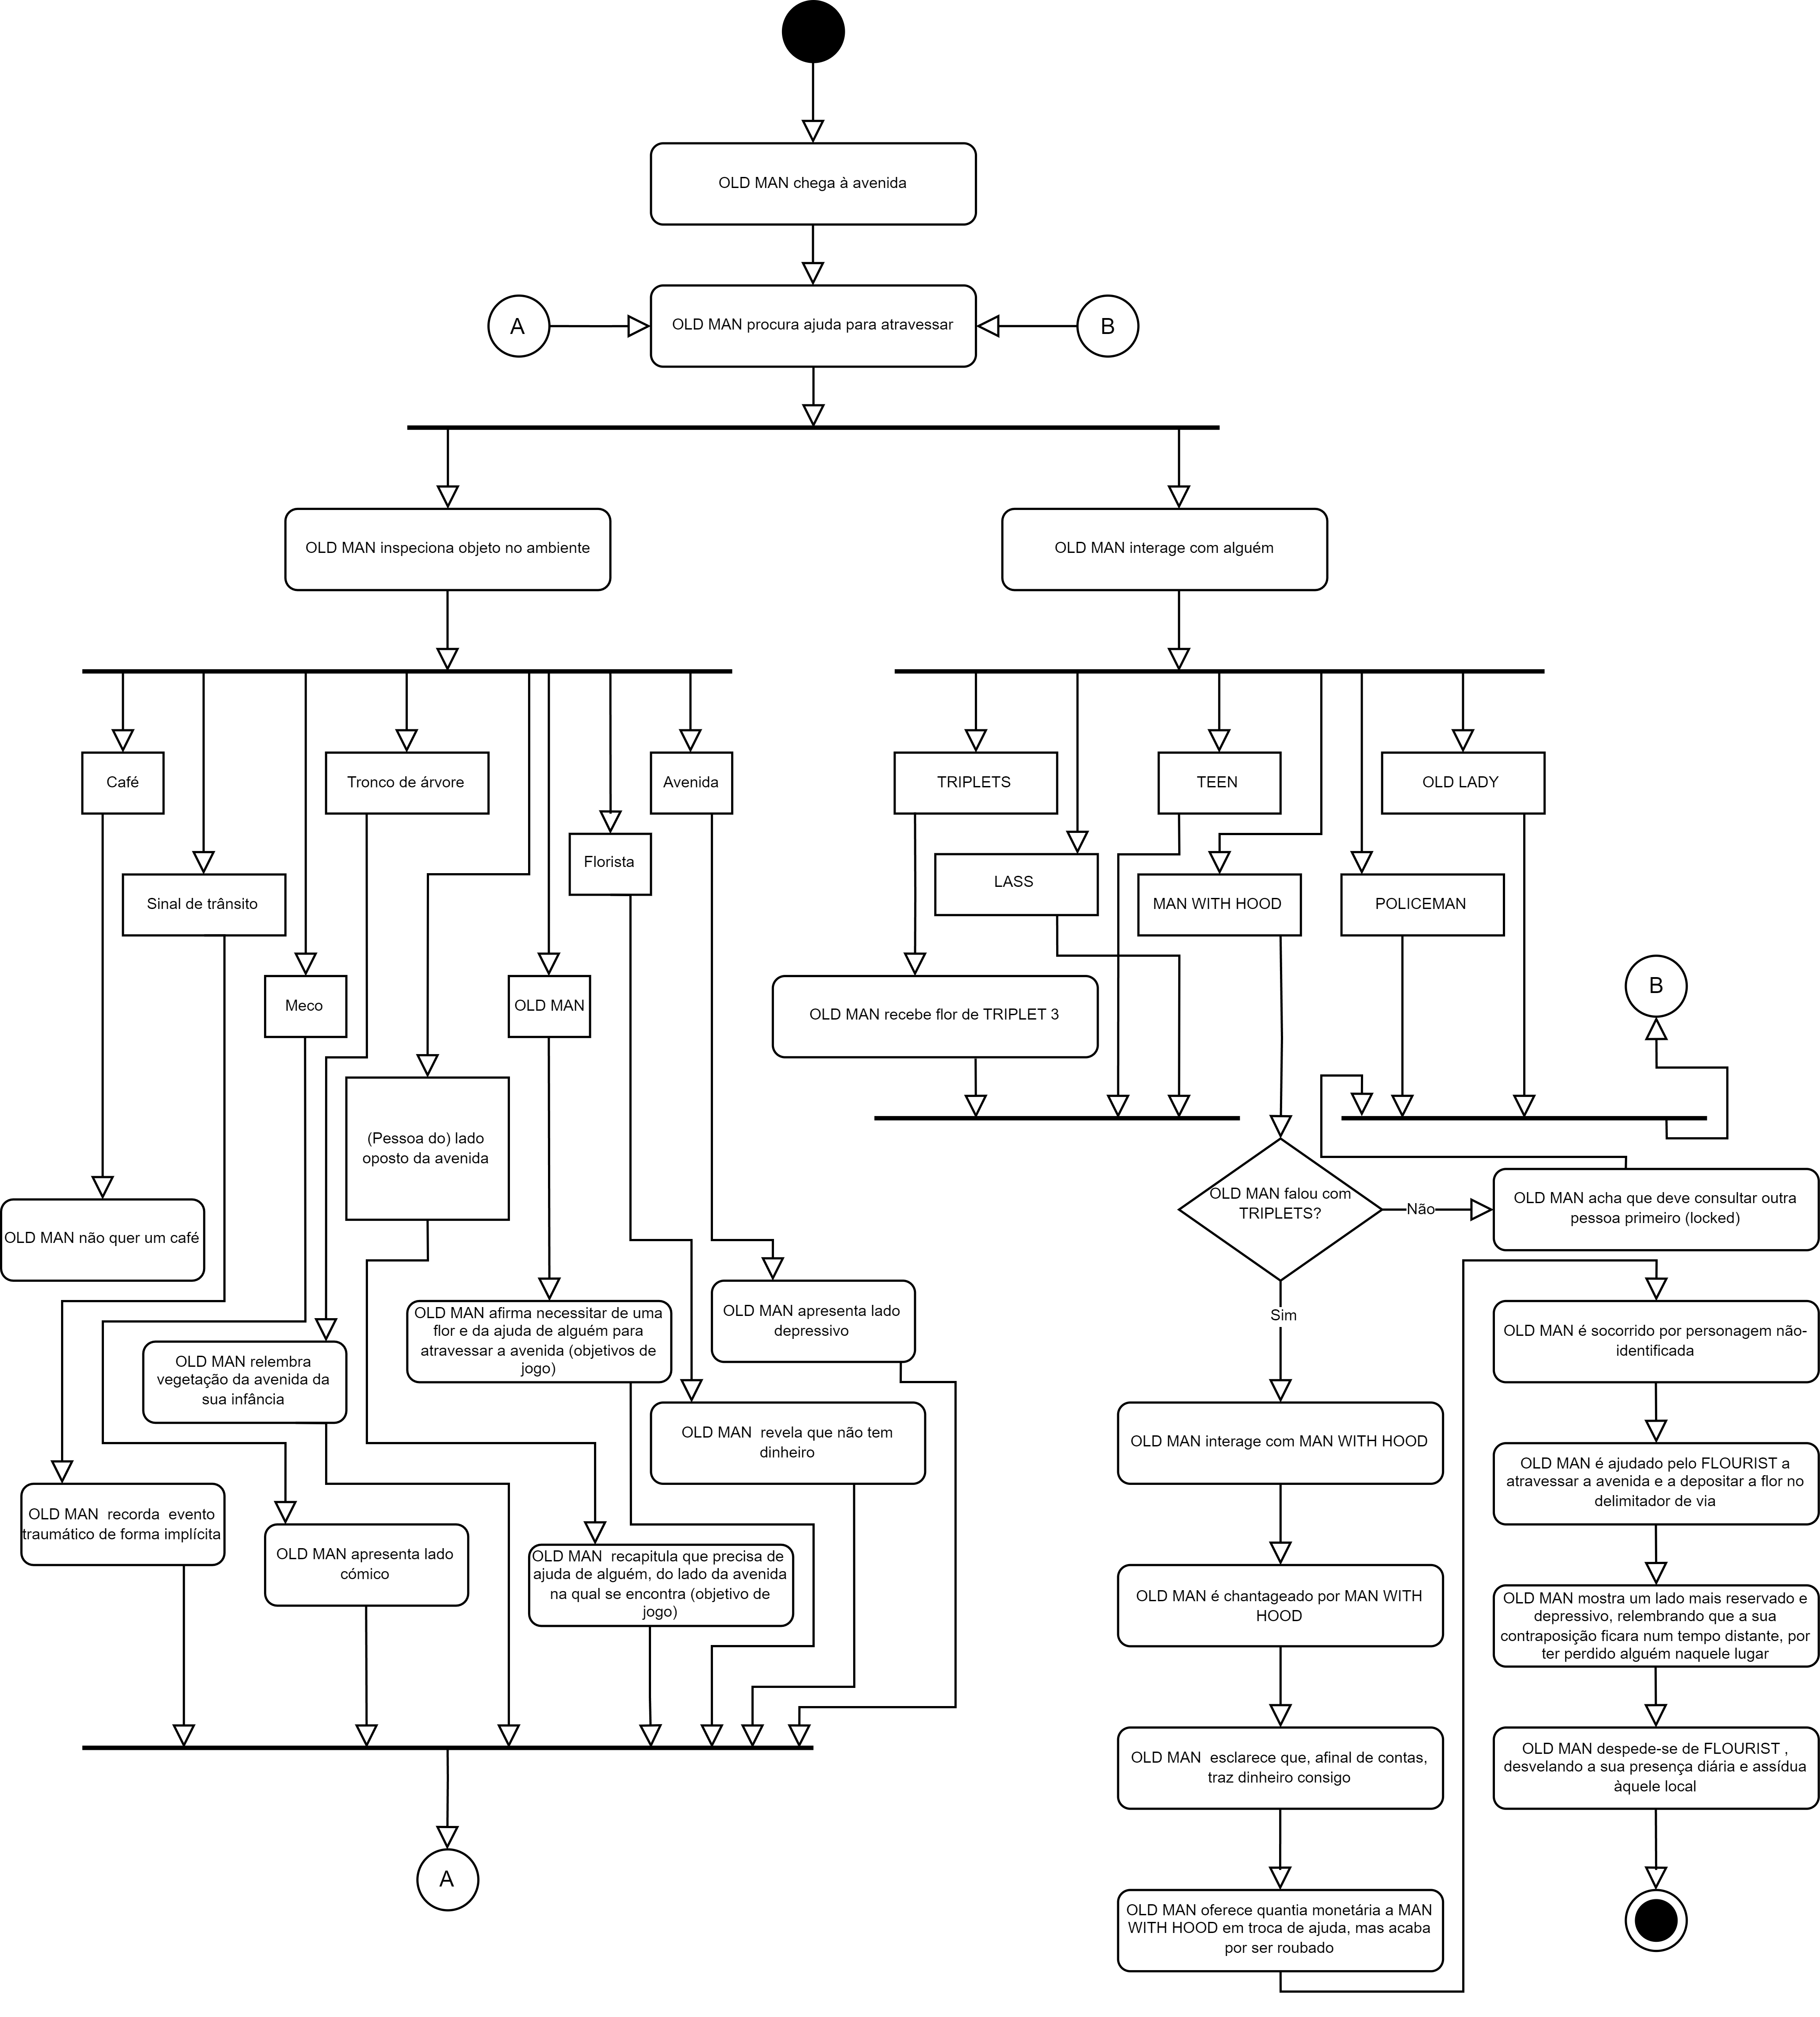 OLD MAN chega à avenida
A
OLD MAN procura ajuda para atravessar
B
OLD MAN inspeciona objeto no ambiente
OLD MAN interage com alguém
Café
Tronco de árvore
Avenida
TRIPLETS
TEEN
OLD LADY
Florista
LASS
Sinal de trânsito
MAN WITH HOOD
POLICEMAN
Meco
OLD MAN
OLD MAN recebe flor de TRIPLET 3
B
(Pessoa do) lado
oposto da avenida
OLD MAN não quer um café
OLD MAN falou com
TRIPLETS?
Não
OLD MAN acha que deve consultar outra
pessoa primeiro (locked)
OLD MAN afirma necessitar de uma
flor e da ajuda de alguém para
atravessar a avenida (objetivos de
jogo)
OLD MAN apresenta lado
depressivo
Sim
OLD MAN é socorrido por personagem não-
identificada
OLD MAN relembra
vegetação da avenida da
sua infância
OLD MAN  revela que não tem
dinheiro
OLD MAN interage com MAN WITH HOOD
OLD MAN é ajudado pelo FLOURIST a
atravessar a avenida e a depositar a flor no
delimitador de via
OLD MAN  recorda  evento
traumático de forma implícita
OLD MAN apresenta lado
cómico
OLD MAN  recapitula que precisa de
ajuda de alguém, do lado da avenida
na qual se encontra (objetivo de
jogo)
OLD MAN é chantageado por MAN WITH
HOOD
OLD MAN mostra um lado mais reservado e
depressivo, relembrando que a sua
contraposição ficara num tempo distante, por
ter perdido alguém naquele lugar
OLD MAN  esclarece que, afinal de contas,
traz dinheiro consigo
OLD MAN despede-se de FLOURIST ,
desvelando a sua presença diária e assídua
àquele local
A
OLD MAN oferece quantia monetária a MAN
WITH HOOD em troca de ajuda, mas acaba
por ser roubado